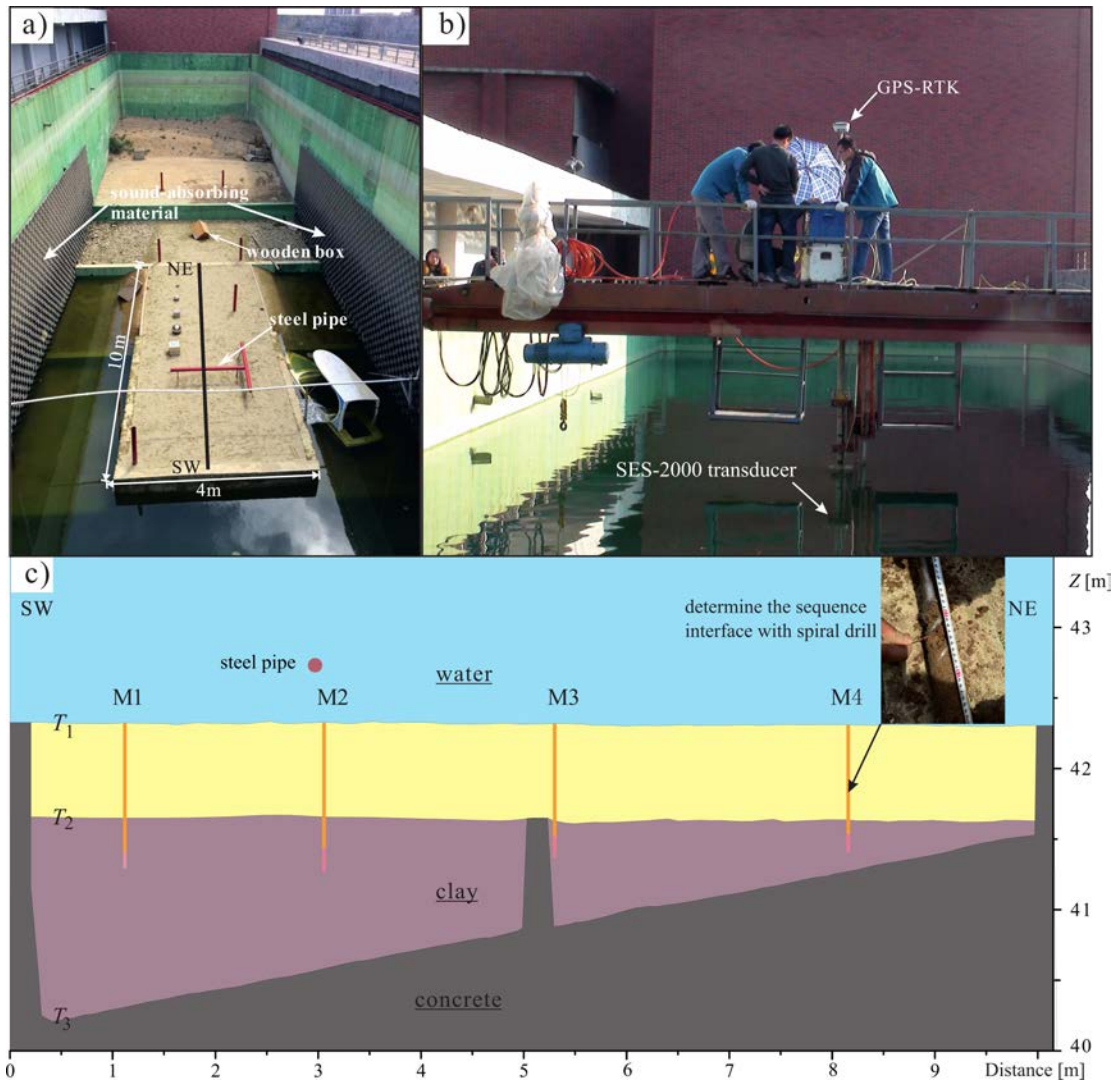 a)
sound-absorbing
material
wooden box
NE
steel pipe
10 m
SW
4m
b)
GPS-RTK
SES-2000 transducer
c)
SW
determine the sequence
interface with spiral drill
NE
Z [m]
43
steel pipe
water
M1
M2
M3
M4
T1
42
T2
clay
41
concrete
T3
40
0
1
2
3
4
5
6
7
8
9
Distance [m]